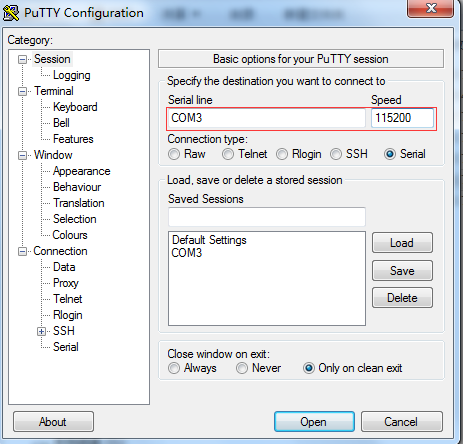 PuTTY Configuration
Category:
Session
Logging
Terminal
Keyboard
Bell
Features
Window
Appearance
Behaviour
Translation
Selection
Colours
Connection
Data
Proxy
Telnet
Rlogin
SSH
Serial
Basic options for your PuTTY session
Specify the destination you want to connect to
Serial line Speed
COM3 115200
Connection type:
Raw Telnet Rlogin SSH Serial
Load, save or delete a stored session
Saved Sessions
Default Settings
COM3
Load
Save
Delete
Close window on exit:
Always Never Only on clean exit
About Open Cancel